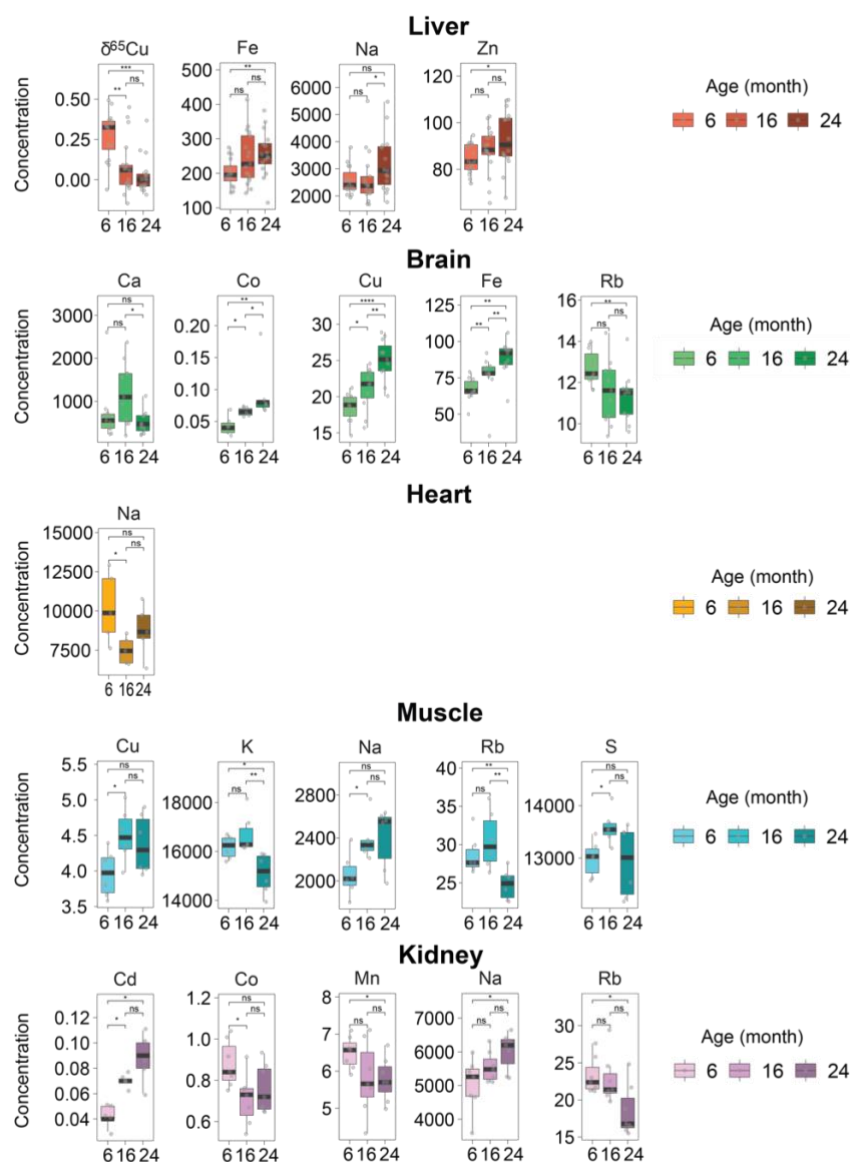 Liver
δ⁶⁵Cu Fe Na Zn
Concentration
0.50
0.25
0.00
*** ns **
6 16 24
500
400
300
200
100
** ns ns
6 16 24
6000
5000
4000
3000
2000
ns * ns
6 16 24
120
100
80
* ns ns
6 16 24
Age (month)
6 16 24
Brain
Ca Co Cu Fe Rb
Concentration
3000
2000
1000
ns * ns
6 16 24
0.20
0.15
0.10
0.05
** * *
6 16 24
30
25
20
15
**** ** *
6 16 24
125
100
75
50
** ** **
6 16 24
16
14
12
10
** ns ns
6 16 24
Age (month)
6 16 24
Heart
Na
Concentration
15000
12500
10000
7500
ns ns *
6 16 24
Age (month)
6 16 24
Muscle
Cu K Na Rb S
Concentration
5.5
5.0
4.5
4.0
3.5
ns ns *
6 16 24
18000
16000
14000
* ** ns
6 16 24
2800
2400
2000
ns ns *
6 16 24
40
35
30
25
** ** ns
6 16 24
14000
13000
ns ns *
6 16 24
Age (month)
6 16 24
Kidney
Cd Co Mn Na Rb
Concentration
0.12
0.10
0.08
0.06
0.04
* ns *
6 16 24
1.2
1.0
0.8
0.6
ns ns *
6 16 24
8
7
6
5
* ns ns
6 16 24
7000
6000
5000
4000
* ns ns
6 16 24
30
25
20
15
* ns ns
6 16 24
Age (month)
6 16 24